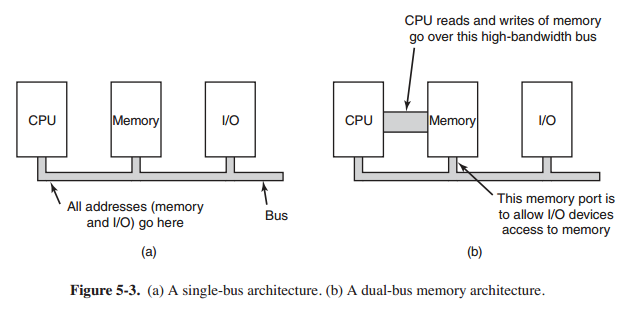 CPU reads and writes of memory
go over this high-bandwidth bus
CPU
Memory
I/O
CPU
Memory
I/O
All addresses (memory
and I/O) go here
Bus
This memory port is
to allow I/O devices
access to memory
(a)
(b)
Figure 5-3. (a) A single-bus architecture. (b) A dual-bus memory architecture.